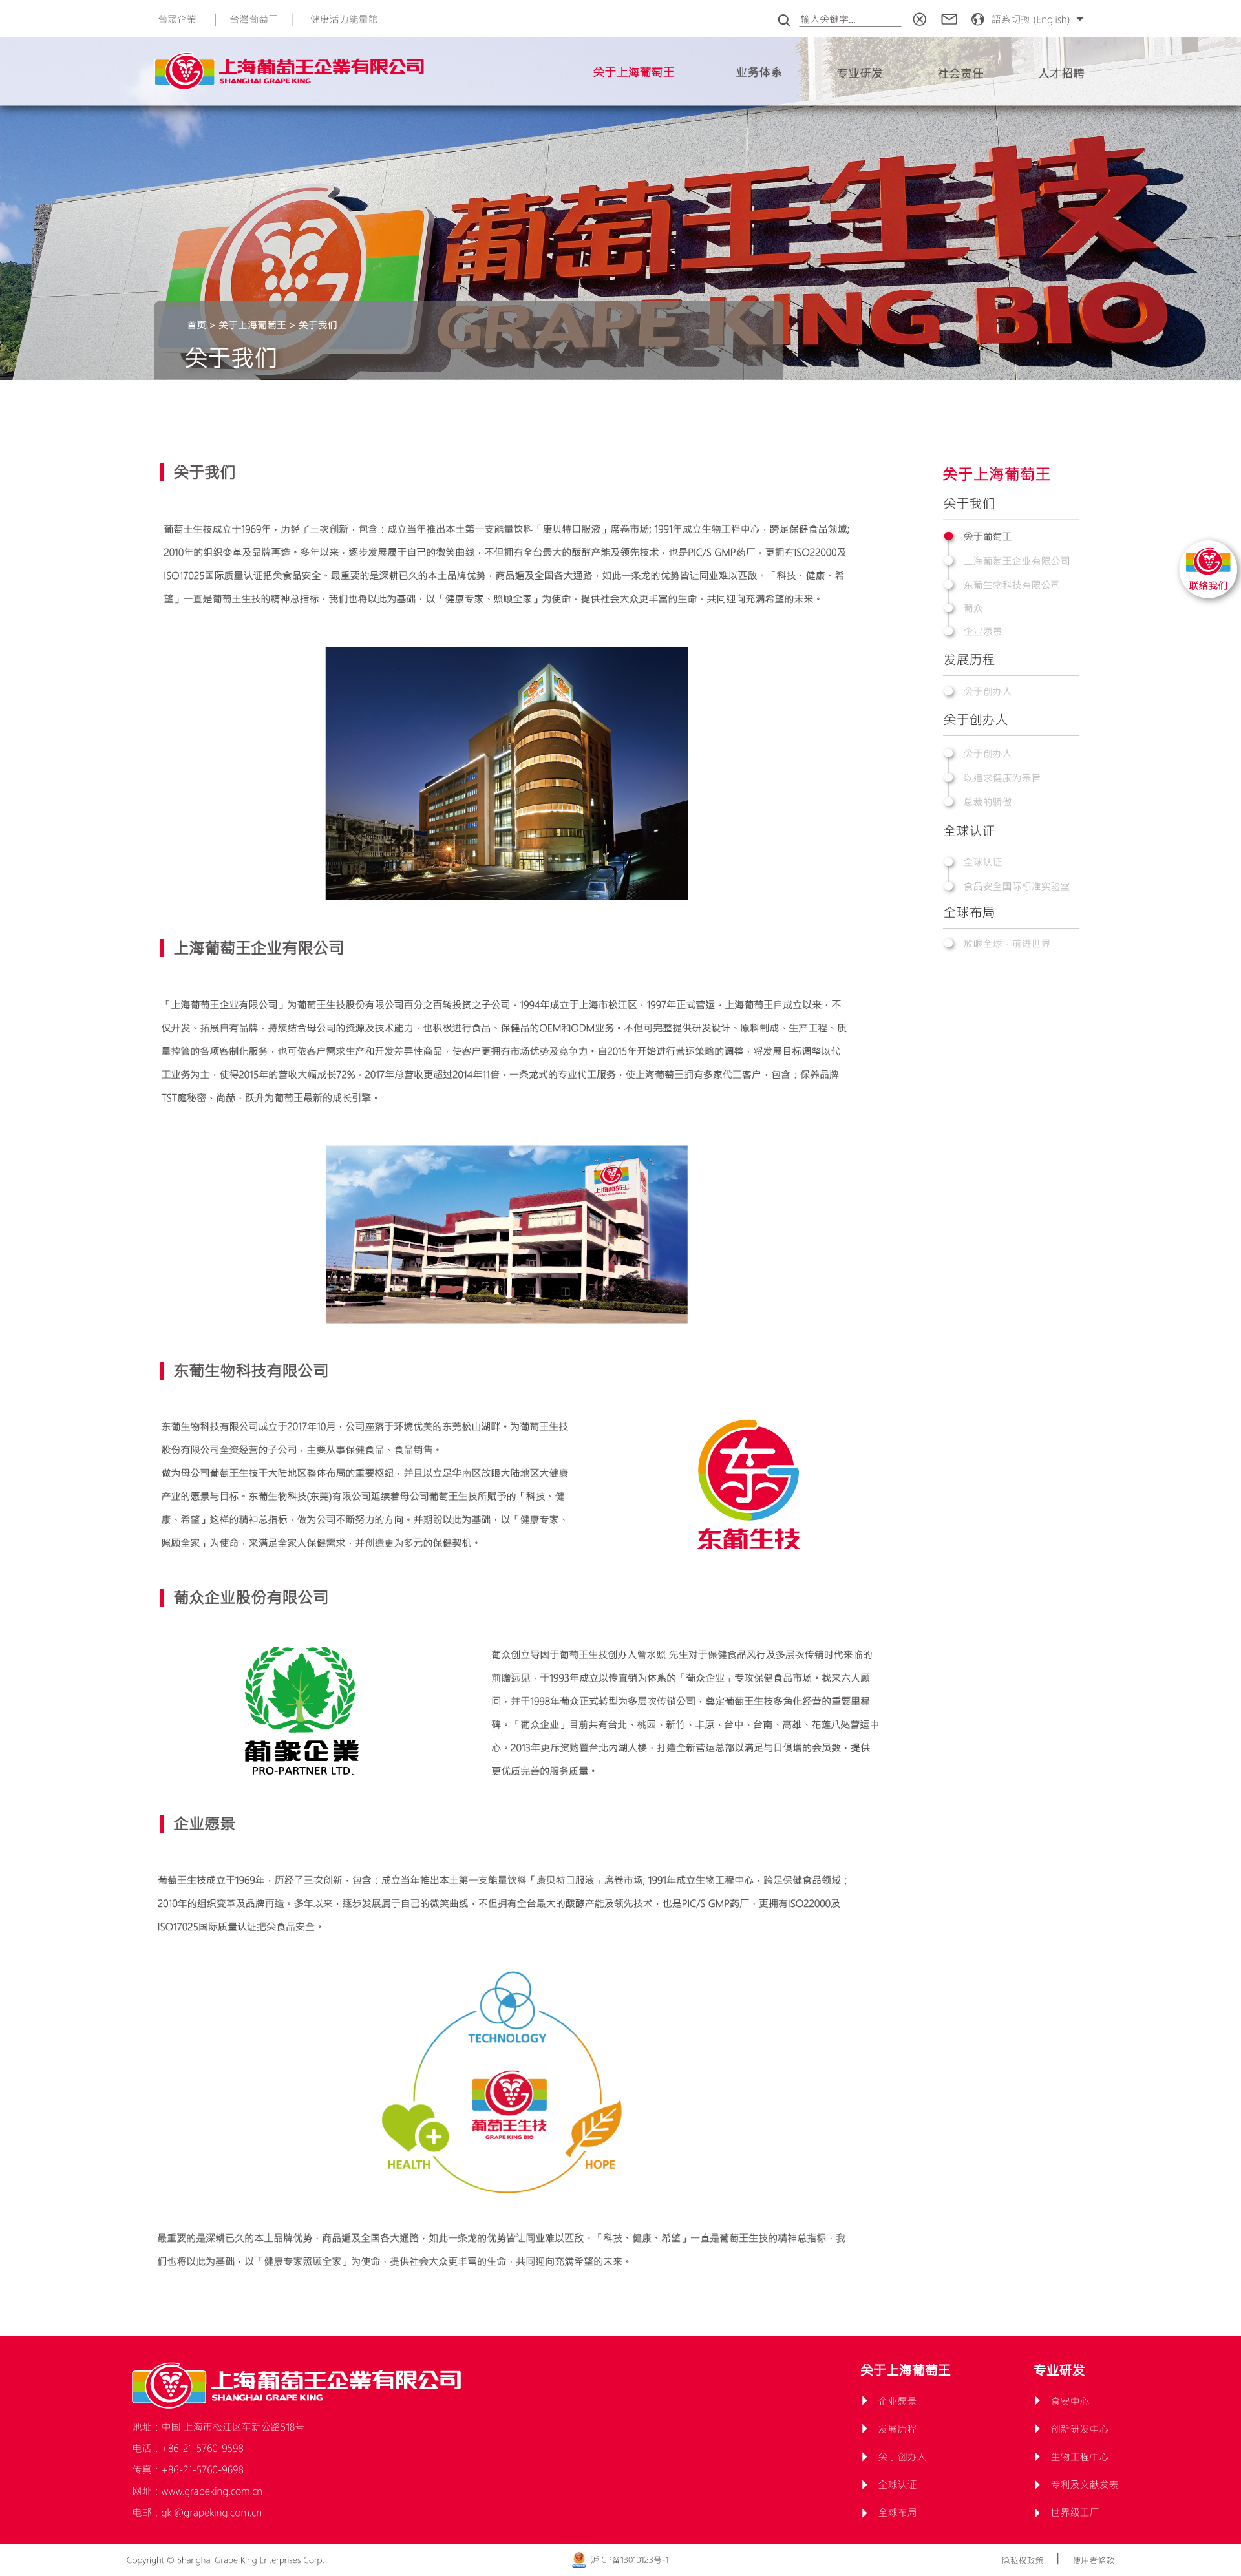 葡眾企業 | 台灣葡萄王 | 健康活力能量館
输入关键字...
語系切換 (English)
上海葡萄王企業有限公司
SHANGHAI GRAPE KING
关于上海葡萄王 业务体系 专业研发 社会责任 人才招聘
葡萄王生技
GRAPE KING BIO
首页 > 关于上海葡萄王 > 关于我们
关于我们
关于我们
葡萄王生技成立于1969年，历经了三次创新，包含：成立当年推出本土第一支能量饮料「康贝特口服液」席卷市场; 1991年成立生物工程中心，跨足保健食品领域;
2010年的组织变革及品牌再造。多年以来，逐步发展属于自己的微笑曲线，不但拥有全台最大的醱酵产能及领先技术，也是PIC/S GMP药厂，更拥有ISO22000及
ISO17025国际质量认证把关食品安全。最重要的是深耕已久的本土品牌优势，商品遍及全国各大通路，如此一条龙的优势皆让同业难以匹敌。「科技、健康、希
望」一直是葡萄王生技的精神总指标，我们也将以此为基础，以「健康专家、照顾全家」为使命，提供社会大众更丰富的生命，共同迎向充满希望的未来。
上海葡萄王企业有限公司
「上海葡萄王企业有限公司」为葡萄王生技股份有限公司百分之百转投资之子公司。1994年成立于上海市松江区，1997年正式营运。上海葡萄王自成立以来，不
仅开发、拓展自有品牌，持续结合母公司的资源及技术能力，也积极进行食品、保健品的OEM和ODM业务。不但可完整提供研发设计、原料制成、生产工程、质
量控管的各项客制化服务，也可依客户需求生产和开发差异性商品，使客户更拥有市场优势及竞争力。自2015年开始进行营运策略的调整，将发展目标调整以代
工业务为主，使得2015年的营收大幅成长72%，2017年总营收更超过2014年11倍，一条龙式的专业代工服务，使上海葡萄王拥有多家代工客户，包含：保养品牌
TST庭秘密、尚赫，跃升为葡萄王最新的成长引擎。
上海葡萄王
东葡生物科技有限公司
东葡生物科技有限公司成立于2017年10月，公司座落于环境优美的东莞松山湖畔。为葡萄王生技
股份有限公司全资经营的子公司，主要从事保健食品、食品销售。
做为母公司葡萄王生技于大陆地区整体布局的重要枢纽，并且以立足华南区放眼大陆地区大健康
产业的愿景与目标。东葡生物科技(东莞)有限公司延续着母公司葡萄王生技所赋予的「科技、健
康、希望」这样的精神总指标，做为公司不断努力的方向。并期盼以此为基础，以「健康专家、
照顾全家」为使命，来满足全家人保健需求，并创造更为多元的保健契机。
东葡生技
葡众企业股份有限公司
葡眾企業
PRO-PARTNER LTD.
葡众创立导因于葡萄王生技创办人曾水照 先生对于保健食品风行及多层次传销时代来临的
前瞻远见，于1993年成立以传直销为体系的「葡众企业」专攻保健食品市场。找来六大顾
问，并于1998年葡众正式转型为多层次传销公司，奠定葡萄王生技多角化经营的重要里程
碑。「葡众企业」目前共有台北、桃园、新竹、丰原、台中、台南、高雄、花莲八处营运中
心。2013年更斥资购置台北内湖大楼，打造全新营运总部以满足与日俱增的会员数，提供
更优质完善的服务质量。
企业愿景
葡萄王生技成立于1969年，历经了三次创新，包含：成立当年推出本土第一支能量饮料「康贝特口服液」席卷市场; 1991年成立生物工程中心，跨足保健食品领域；
2010年的组织变革及品牌再造。多年以来，逐步发展属于自己的微笑曲线，不但拥有全台最大的醱酵产能及领先技术，也是PIC/S GMP药厂，更拥有ISO22000及
ISO17025国际质量认证把关食品安全。
TECHNOLOGY
葡萄王生技
GRAPE KING BIO
HEALTH
HOPE
最重要的是深耕已久的本土品牌优势，商品遍及全国各大通路，如此一条龙的优势皆让同业难以匹敌。「科技、健康、希望」一直是葡萄王生技的精神总指标，我
们也将以此为基础，以「健康专家照顾全家」为使命，提供社会大众更丰富的生命，共同迎向充满希望的未来。
关于上海葡萄王
关于我们
关于葡萄王
上海葡萄王企业有限公司
东葡生物科技有限公司
葡众
企业愿景
发展历程
关于创办人
关于创办人
关于创办人
以追求健康为宗旨
总裁的骄傲
全球认证
全球认证
食品安全国际标准实验室
全球布局
放眼全球，前进世界
联络我们
上海葡萄王企業有限公司
SHANGHAI GRAPE KING
地址：中国 上海市松江区车新公路518号
电话：+86-21-5760-9598
传真：+86-21-5760-9698
网址：www.grapeking.com.cn
电邮：gki@grapeking.com.cn
关于上海葡萄王
企业愿景
发展历程
关于创办人
全球认证
全球布局
专业研发
食安中心
创新研发中心
生物工程中心
专利及文献发表
世界级工厂
Copyright © Shanghai Grape King Enterprises Corp.
沪ICP备13010123号-1
隐私权政策 | 使用者條款